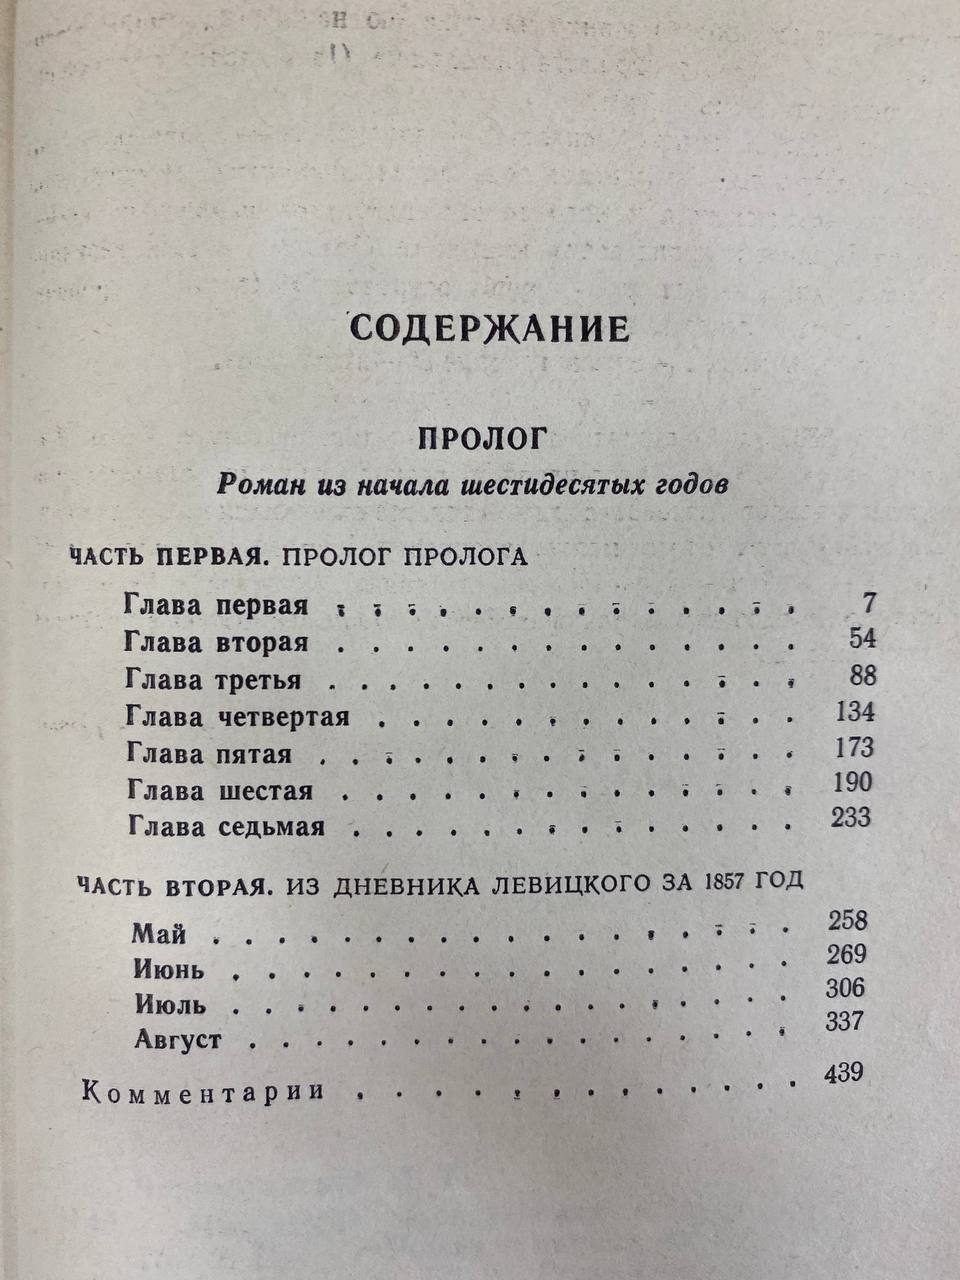 СОДЕРЖАНИЕ
ПРОЛОГ
Роман из начала шестидесятых годов
ЧАСТЬ ПЕРВАЯ. ПРОЛОГ ПРОЛОГА
Глава первая . . . . . . . . . . . . . . 7
Глава вторая . . . . . . . . . . . . . . 54
Глава третья . . . . . . . . . . . . . . 88
Глава четвертая . . . . . . . . . . . . . 134
Глава пятая . . . . . . . . . . . . . . 173
Глава шестая . . . . . . . . . . . . . . 190
Глава седьмая . . . . . . . . . . . . . 233
ЧАСТЬ ВТОРАЯ. ИЗ ДНЕВНИКА ЛЕВИЦКОГО ЗА 1857 ГОД
Май . . . . . . . . . . . . . . . . . . 258
Июнь . . . . . . . . . . . . . . . . . 269
Июль . . . . . . . . . . . . . . . . . 306
Август . . . . . . . . . . . . . . . . . 337
Комментарии . . . . . . . . . . . . 439